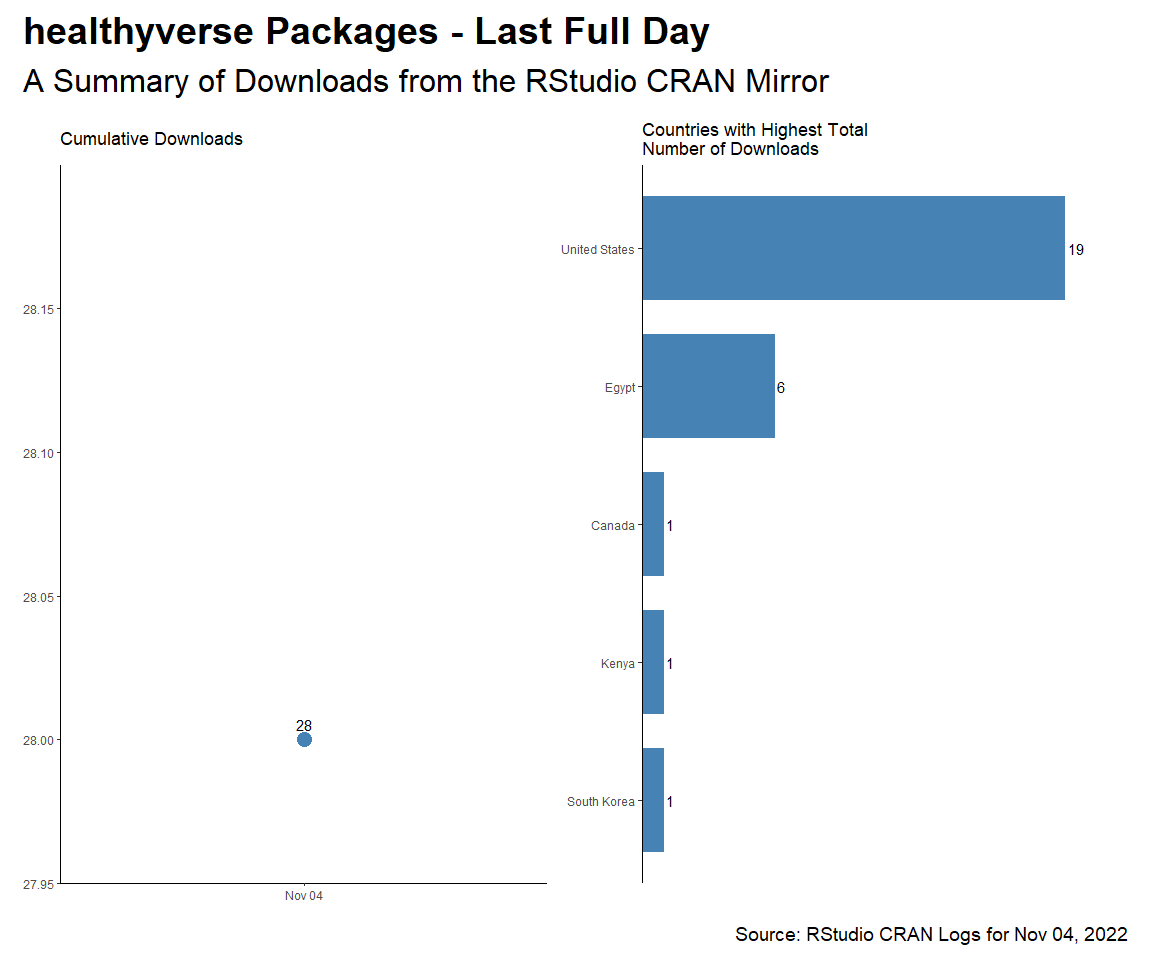 healthyverse Packages - Last Full Day
A Summary of Downloads from the RStudio CRAN Mirror
Cumulative Downloads
28.15
28.10
28.05
28.00
27.95
28
Nov 04
Countries with Highest Total
Number of Downloads
United States
19
Egypt
6
Canada
1
Kenya
1
South Korea
1
Source: RStudio CRAN Logs for Nov 04, 2022